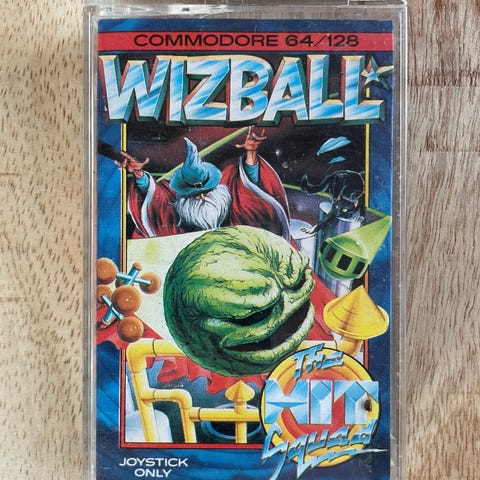 COMMODORE 64/128
WIZBALL
The
HIT
Squad
JOYSTICK
ONLY